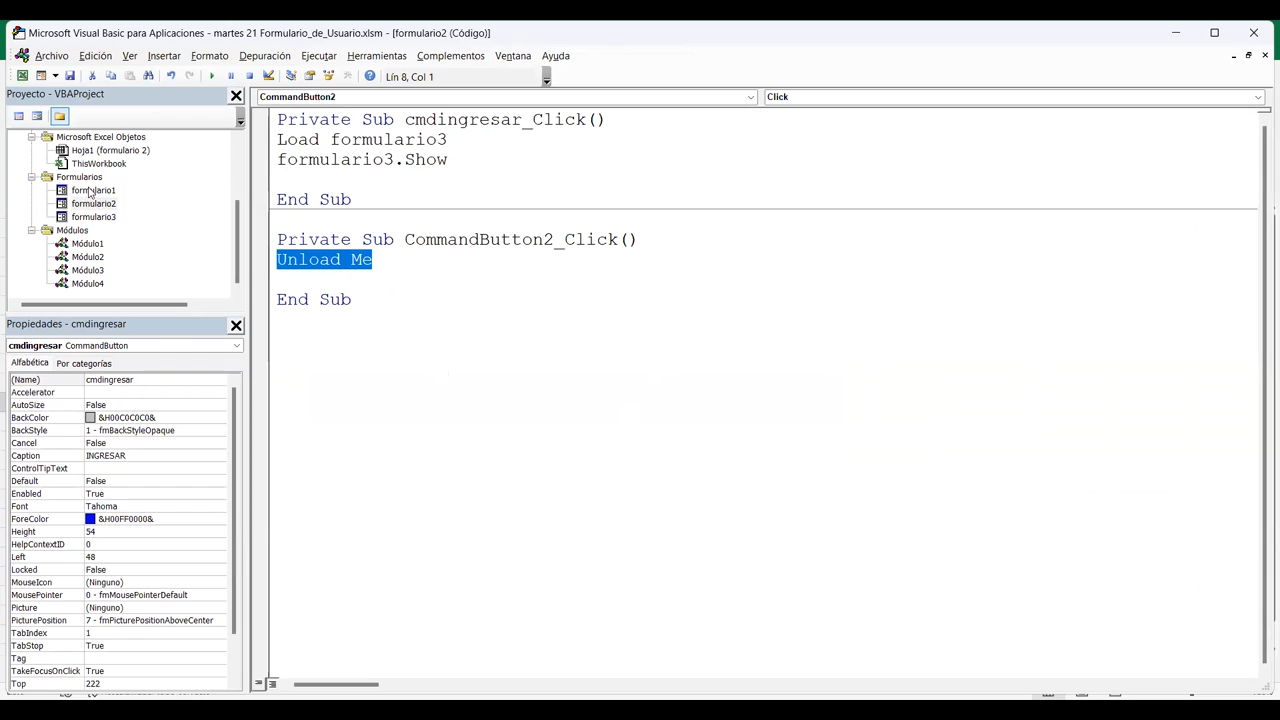 Microsoft Visual Basic para Aplicaciones - martes 21 Formulario_de_Usuario.xlsm - [formulario2 (Código)]
Archivo Edición Ver Insertar Formato Depuración Ejecutar Herramientas Complementos Ventana Ayuda
Lín 8, Col 1
Proyecto - VBAProject
Microsoft Excel Objetos
Hoja1 (formulario 2)
ThisWorkbook
Formularios
formulario1
formulario2
formulario3
Módulos
Módulo1
Módulo2
Módulo3
Módulo4
Propiedades - cmdingresar
cmdingresar CommandButton
Alfabética Por categorías
(Name) cmdingresar
Accelerator
AutoSize False
BackColor &H00C0C0C0&
BackStyle 1 - fmBackStyleOpaque
Cancel False
Caption INGRESAR
ControlTipText
Default False
Enabled True
Font Tahoma
ForeColor &H00FF0000&
Height 54
HelpContextID 0
Left 48
Locked False
MouseIcon (Ninguno)
MousePointer 0 - fmMousePointerDefault
Picture (Ninguno)
PicturePosition 7 - fmPicturePositionAboveCenter
TabIndex 1
TabStop True
Tag
TakeFocusOnClick True
Top 222
CommandButton2 Click
Private Sub cmdingresar_Click()
Load formulario3
formulario3.Show
End Sub
Private Sub CommandButton2_Click()
Unload Me
End Sub